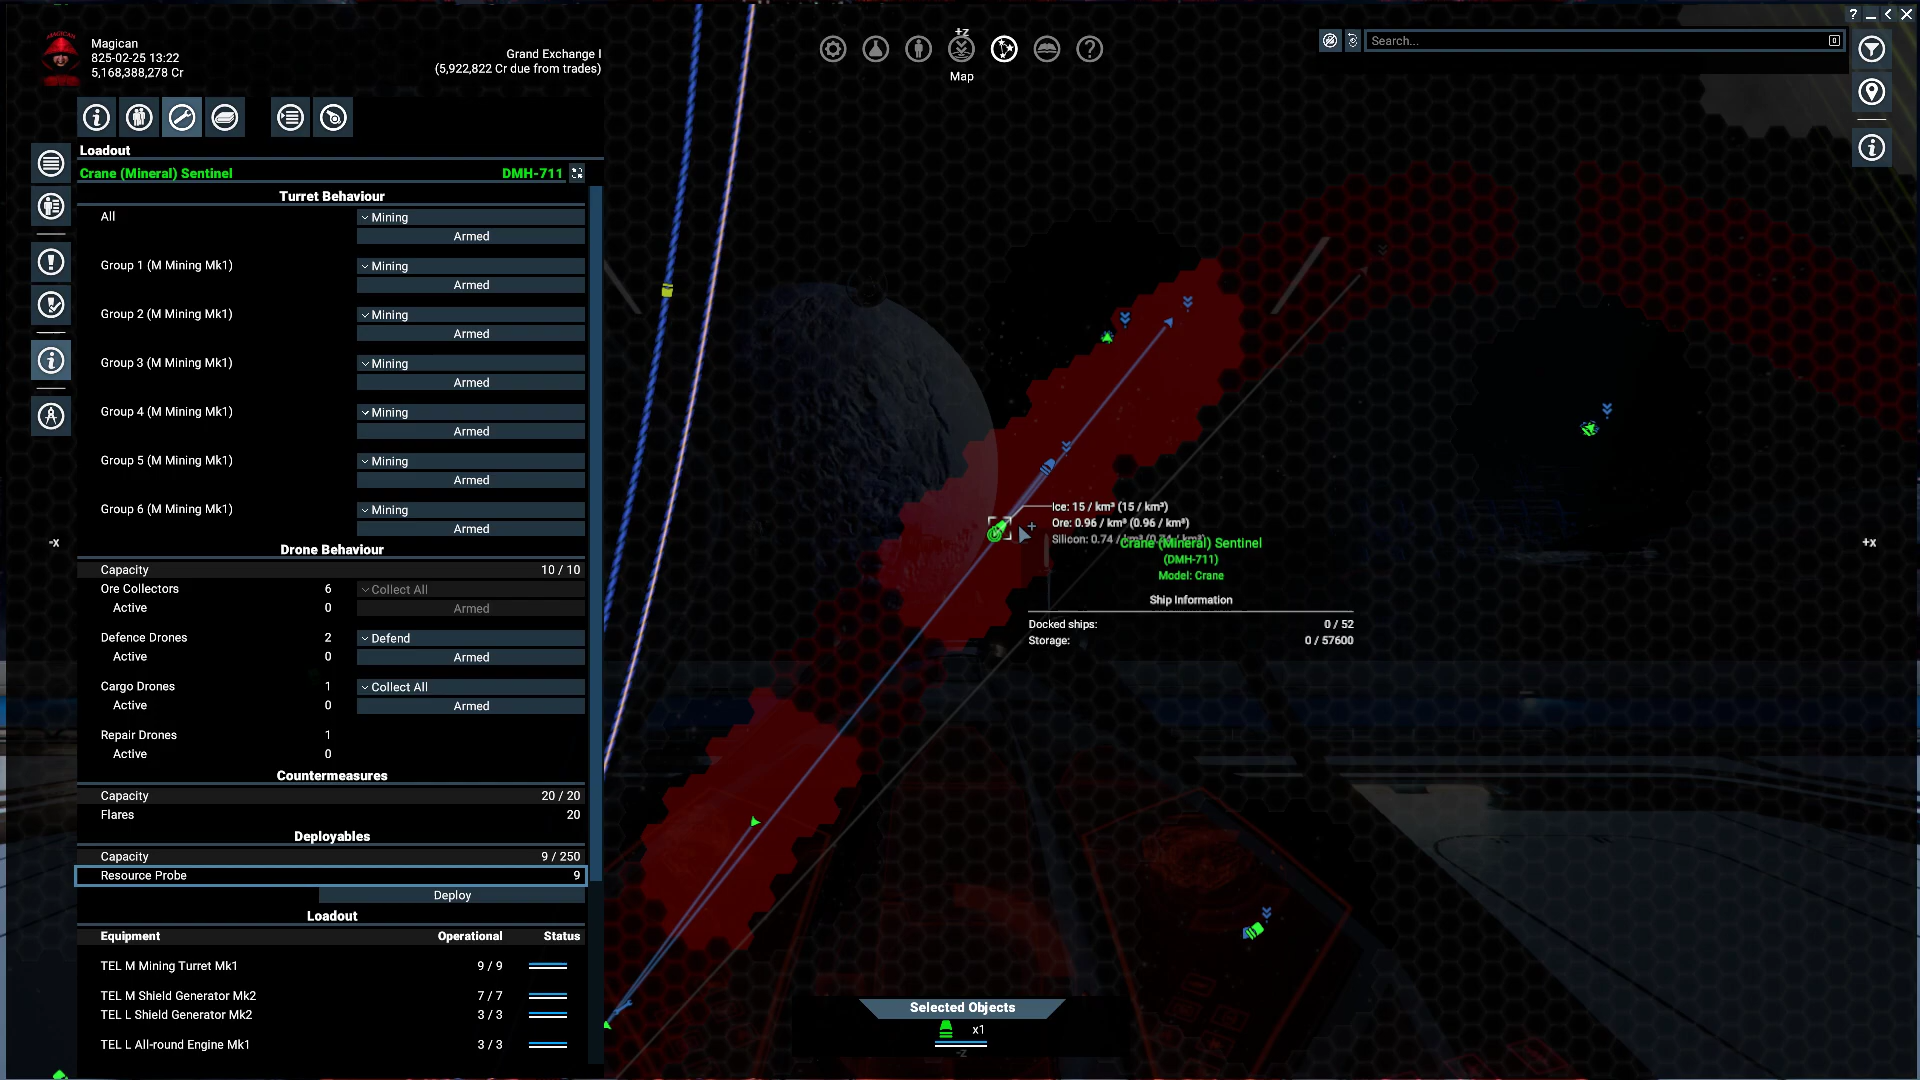 MAGICAN
Magican
825-02-25 13:22
5,168,388,278 Cr
Grand Exchange I
(5,922,822 Cr due from trades)
+Z
Map
Search...
Loadout
Crane (Mineral) Sentinel
DMH-711
Turret Behaviour
All
Mining
Armed
Group 1 (M Mining Mk1)
Mining
Armed
Group 2 (M Mining Mk1)
Mining
Armed
Group 3 (M Mining Mk1)
Mining
Armed
Group 4 (M Mining Mk1)
Mining
Armed
Group 5 (M Mining Mk1)
Mining
Armed
Group 6 (M Mining Mk1)
Mining
Armed
Drone Behaviour
Capacity 10 / 10
Ore Collectors 6 Collect All
Active 0 Armed
Defence Drones 2 Defend
Active 0 Armed
Cargo Drones 1 Collect All
Active 0 Armed
Repair Drones 1
Active 0
Countermeasures
Capacity 20 / 20
Flares 20
Deployables
Capacity 9 / 250
Resource Probe 9
Deploy
Loadout
Equipment Operational Status
TEL M Mining Turret Mk1 9 / 9
TEL M Shield Generator Mk2 7 / 7
TEL L Shield Generator Mk2 3 / 3
TEL L All-round Engine Mk1 3 / 3
-X
+X
Ice: 15 / km³ (15 / km³)
Ore: 0.96 / km³ (0.96 / km³)
Silicon: 0.74 /
Crane (Mineral) Sentinel
(DMH-711)
Model: Crane
Ship Information
Docked ships: 0 / 52
Storage: 0 / 57600
Selected Objects
x1
-Z